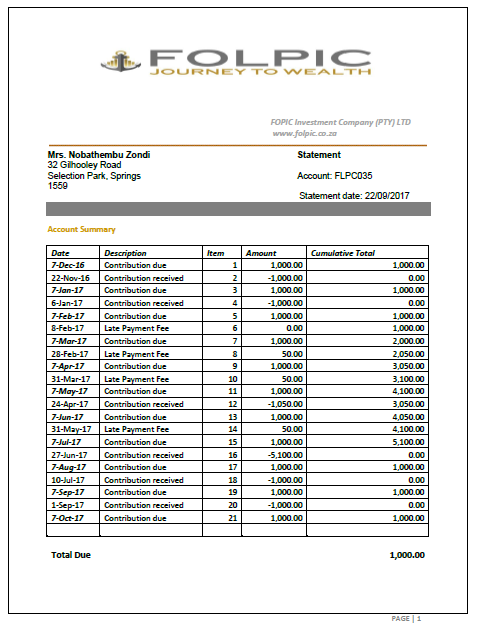 FOLPIC
JOURNEY TO WEALTH
FOPIC Investment Company (PTY) LTD
www.folpic.co.za
Mrs. Nobathembu Zondi Statement
32 Gilhooley Road
Selection Park, Springs Account: FLPC035
1559
Statement date: 22/09/2017
Account Summary
Date Description Item Amount Cumulative Total
7-Dec-16 Contribution due 1 1,000.00 1,000.00
22-Nov-16 Contribution received 2 -1,000.00 0.00
7-Jan-17 Contribution due 3 1,000.00 1,000.00
6-Jan-17 Contribution received 4 -1,000.00 0.00
7-Feb-17 Contribution due 5 1,000.00 1,000.00
8-Feb-17 Late Payment Fee 6 0.00 1,000.00
7-Mar-17 Contribution due 7 1,000.00 2,000.00
28-Feb-17 Late Payment Fee 8 50.00 2,050.00
7-Apr-17 Contribution due 9 1,000.00 3,050.00
31-Mar-17 Late Payment Fee 10 50.00 3,100.00
7-May-17 Contribution due 11 1,000.00 4,100.00
24-Apr-17 Contribution received 12 -1,050.00 3,050.00
7-Jun-17 Contribution due 13 1,000.00 4,050.00
31-May-17 Late Payment Fee 14 50.00 4,100.00
7-Jul-17 Contribution due 15 1,000.00 5,100.00
27-Jun-17 Contribution received 16 -5,100.00 0.00
7-Aug-17 Contribution due 17 1,000.00 1,000.00
10-Jul-17 Contribution received 18 -1,000.00 0.00
7-Sep-17 Contribution due 19 1,000.00 1,000.00
1-Sep-17 Contribution received 20 -1,000.00 0.00
7-Oct-17 Contribution due 21 1,000.00 1,000.00
Total Due 1,000.00
PAGE | 1